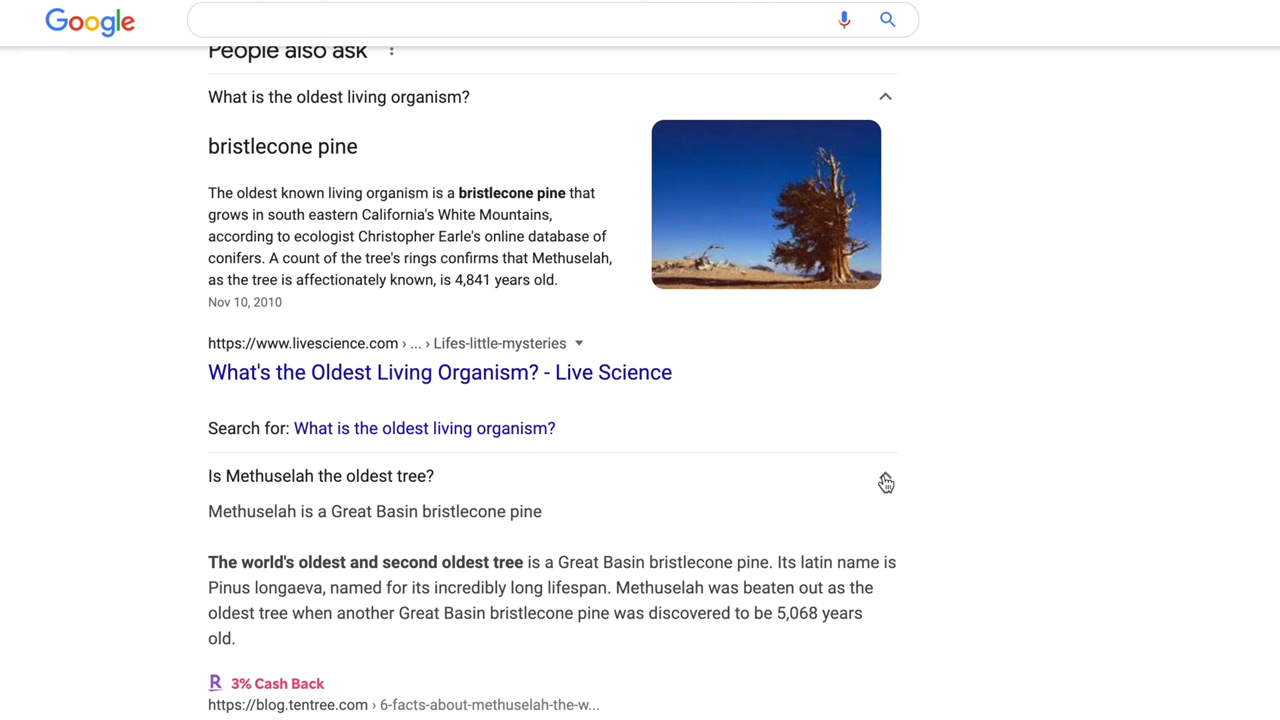 Google
People also ask
What is the oldest living organism?
bristlecone pine
The oldest known living organism is a bristlecone pine that
grows in south eastern California's White Mountains,
according to ecologist Christopher Earle's online database of
conifers. A count of the tree's rings confirms that Methuselah,
as the tree is affectionately known, is 4,841 years old.
Nov 10, 2010
https://www.livescience.com › ... › Lifes-little-mysteries
What's the Oldest Living Organism? - Live Science
Search for: What is the oldest living organism?
Is Methuselah the oldest tree?
Methuselah is a Great Basin bristlecone pine
The world's oldest and second oldest tree is a Great Basin bristlecone pine. Its latin name is
Pinus longaeva, named for its incredibly long lifespan. Methuselah was beaten out as the
oldest tree when another Great Basin bristlecone pine was discovered to be 5,068 years
old.
R 3% Cash Back
https://blog.tentree.com › 6-facts-about-methuselah-the-w...